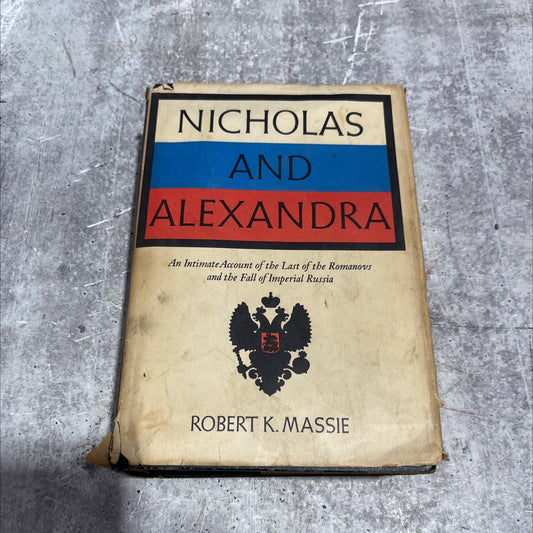 NICHOLAS
AND
ALEXANDRA
An Intimate Account of the Last of the Romanovs
and the Fall of Imperial Russia
ROBERT K. MASSIE